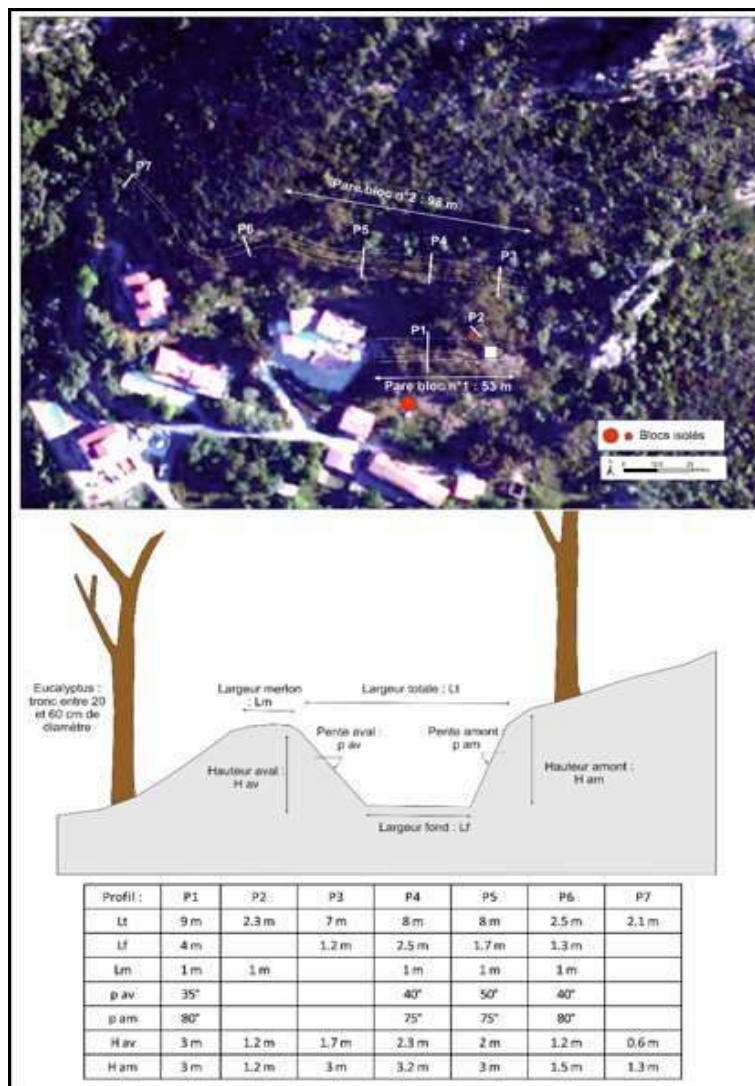 P7
Pare bloc n°2 : 98 m
P6
P5
P4
P3
P2
P1
Pare bloc n°1 : 53 m
Blocs isolés
N
0
25
Eucalyptus :
tronc entre 20
et 60 cm de
diamètre
Largeur merlon
: Lm
Largeur totale : Lt
Pente aval :
p av
Pente amont :
p am
Hauteur aval :
H av
Hauteur amont :
H am
Largeur fond : Lf
Profil : P1 P2 P3 P4 P5 P6 P7
Lt 9 m 2.3 m 7 m 8 m 8 m 2.5 m 2.1 m
Lf 4 m 1.2 m 2.5 m 1.7 m 1.3 m
Lm 1 m 1 m 1 m 1 m 1 m
p av 35° 40° 50° 40°
p am 80° 75° 75° 80°
H av 3 m 1.2 m 1.7 m 2.3 m 2 m 1.2 m 0.6 m
H am 3 m 1.2 m 3 m 3.2 m 3 m 1.5 m 1.3 m